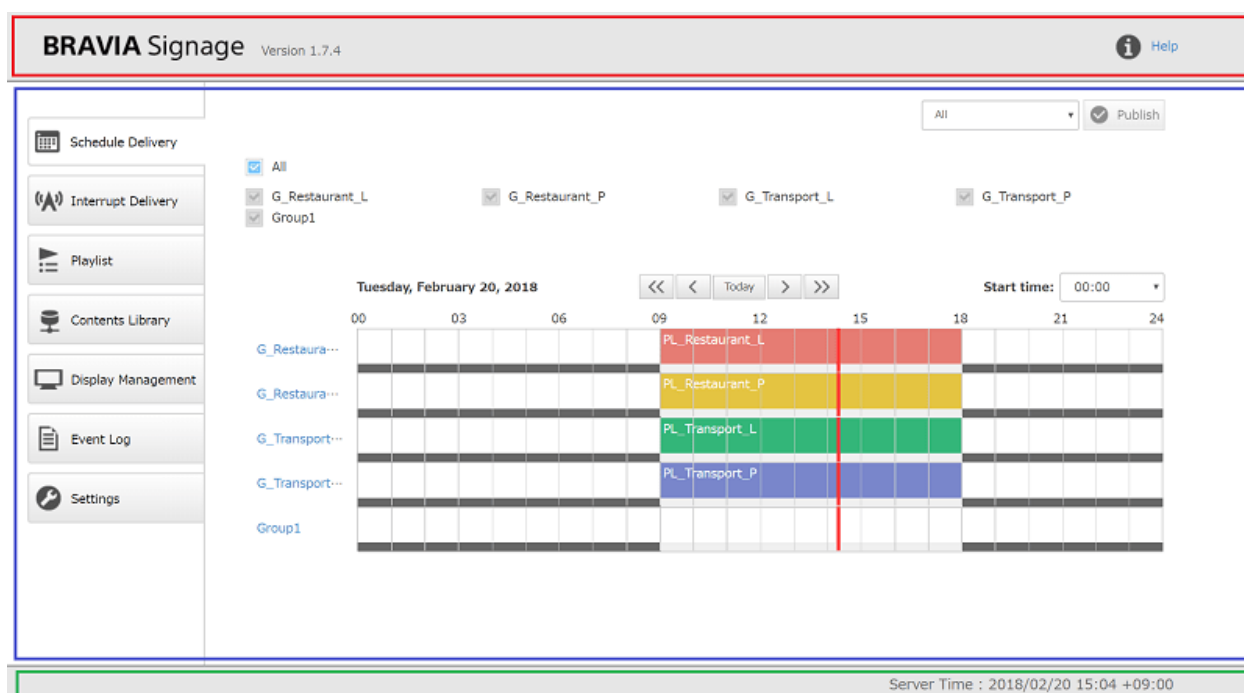 BRAVIA Signage Version 1.7.4
Help
All
Publish
Schedule Delivery
Interrupt Delivery
Playlist
Contents Library
Display Management
Event Log
Settings
All
G_Restaurant_L G_Restaurant_P G_Transport_L G_Transport_P
Group1
Tuesday, February 20, 2018
<< < Today > >>
Start time: 00:00
00 03 06 09 12 15 18 21 24
G_Restaura… PL_Restaurant_L
G_Restaura… PL_Restaurant_P
G_Transport… PL_Transport_L
G_Transport… PL_Transport_P
Group1
Server Time : 2018/02/20 15:04 +09:00